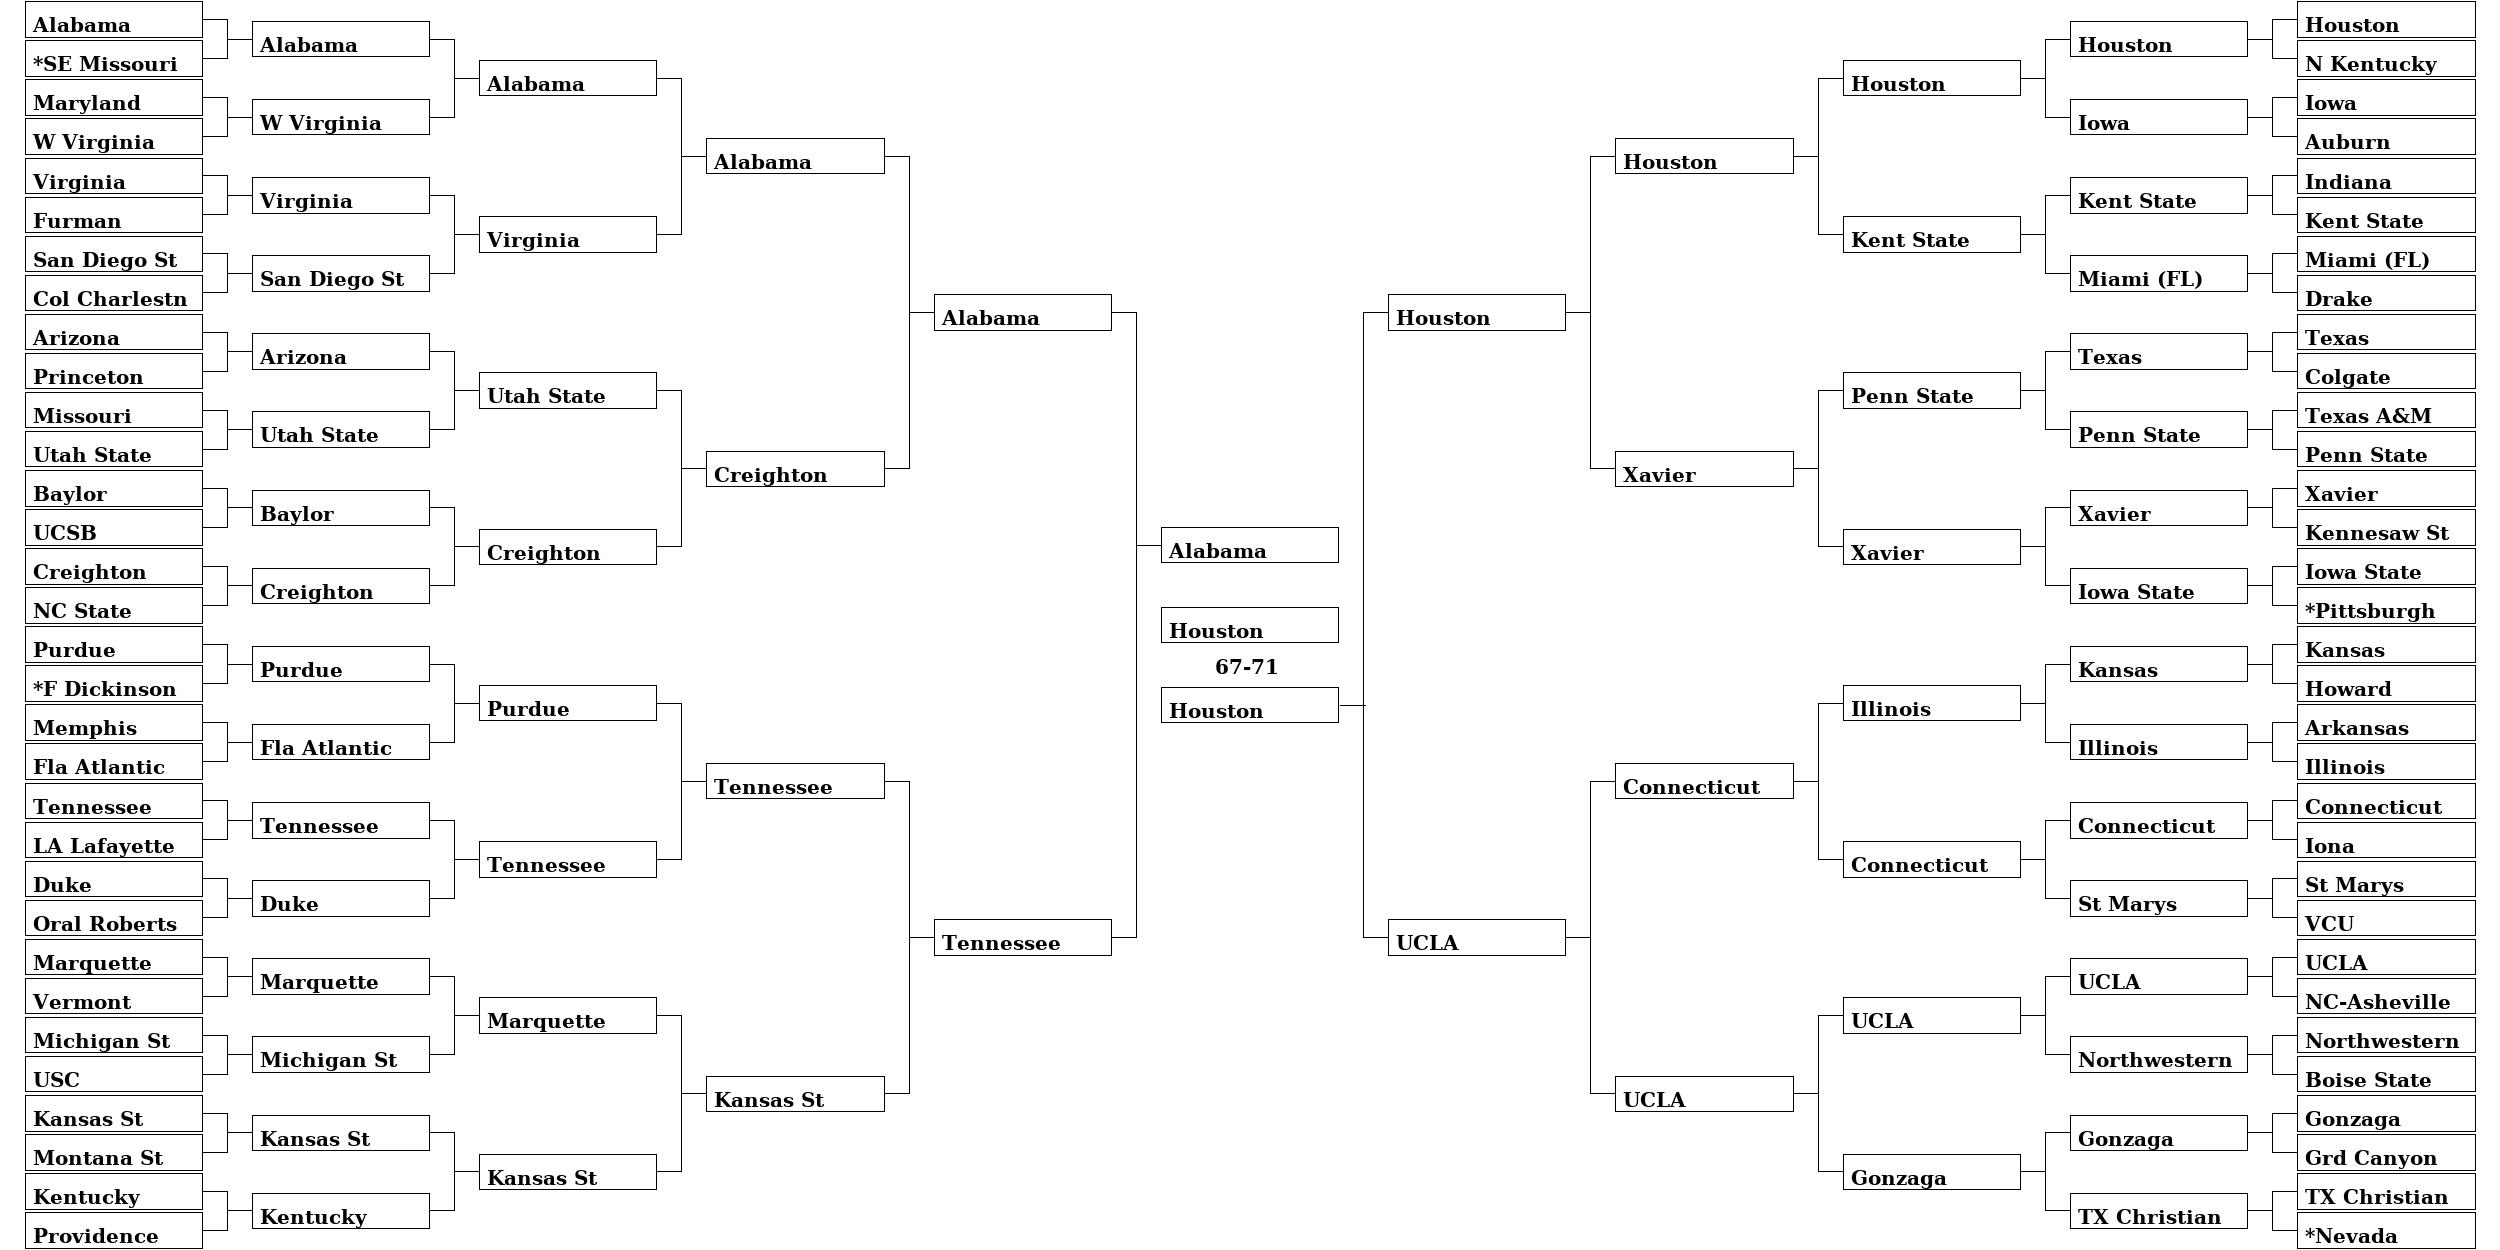 Alabama
*SE Missouri
Maryland
W Virginia
Virginia
Furman
San Diego St
Col Charlestn
Arizona
Princeton
Missouri
Utah State
Baylor
UCSB
Creighton
NC State
Purdue
*F Dickinson
Memphis
Fla Atlantic
Tennessee
LA Lafayette
Duke
Oral Roberts
Marquette
Vermont
Michigan St
USC
Kansas St
Montana St
Kentucky
Providence
Alabama
W Virginia
Virginia
San Diego St
Arizona
Utah State
Baylor
Creighton
Purdue
Fla Atlantic
Tennessee
Duke
Marquette
Michigan St
Kansas St
Kentucky
Alabama
Virginia
Utah State
Creighton
Purdue
Tennessee
Marquette
Kansas St
Alabama
Creighton
Tennessee
Kansas St
Alabama
Tennessee
Alabama
Houston
67-71
Houston
Houston
UCLA
Houston
Xavier
Connecticut
UCLA
Houston
Kent State
Penn State
Xavier
Illinois
Connecticut
UCLA
Gonzaga
Houston
Iowa
Kent State
Miami (FL)
Texas
Penn State
Xavier
Iowa State
Kansas
Illinois
Connecticut
St Marys
UCLA
Northwestern
Gonzaga
TX Christian
Houston
N Kentucky
Iowa
Auburn
Indiana
Kent State
Miami (FL)
Drake
Texas
Colgate
Texas A&M
Penn State
Xavier
Kennesaw St
Iowa State
*Pittsburgh
Kansas
Howard
Arkansas
Illinois
Connecticut
Iona
St Marys
VCU
UCLA
NC-Asheville
Northwestern
Boise State
Gonzaga
Grd Canyon
TX Christian
*Nevada